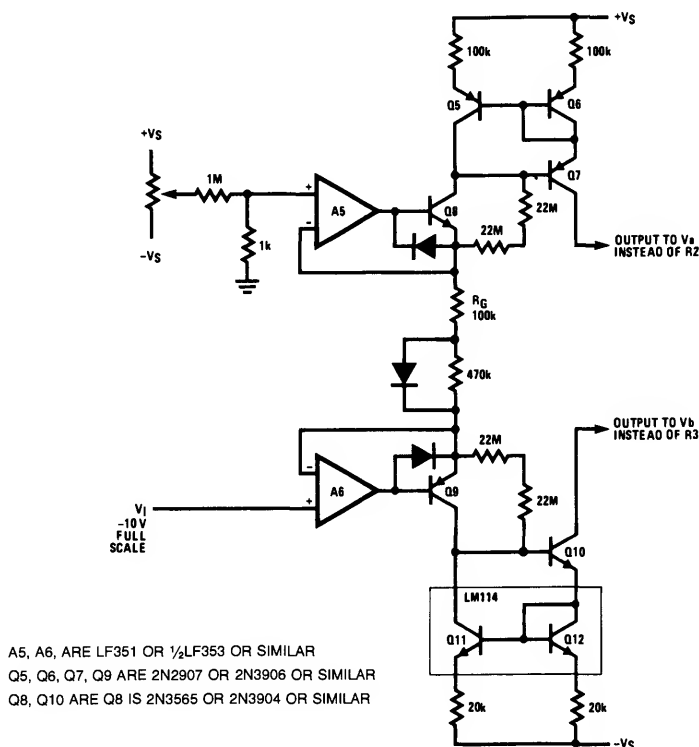 +VS
100k
100k
Q5
Q6
Q7
+VS
1M
A5
+
-
Q8
22M
22M
1k
-VS
OUTPUT TO Va
INSTEAD OF R2
RG
100k
470k
OUTPUT TO Vb
INSTEAD OF R3
22M
22M
-
A6
+
Q9
VI
-10V
FULL
SCALE
Q10
LM114
Q11
Q12
20k
20k
-VS
A5, A6, ARE LF351 OR ½LF353 OR SIMILAR
Q5, Q6, Q7, Q9 ARE 2N2907 OR 2N3906 OR SIMILAR
Q8, Q10 ARE Q8 IS 2N3565 OR 2N3904 OR SIMILAR